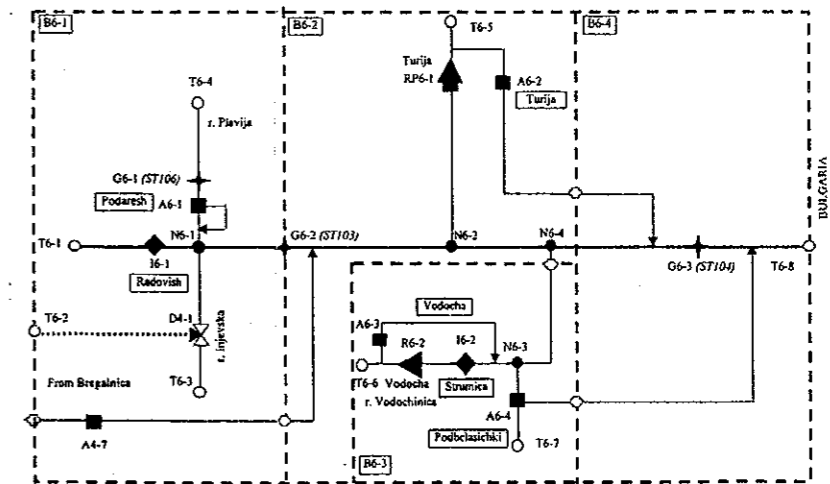 B6-1
B6-2
B6-4
T6-5
T6-4
Turija
RP6-1
A6-2
Turija
r. Plavija
G6-1 (ST106)
Podaresh
A6-1
BULGARIA
T6-1
N6-1
G6-2 (ST103)
N6-2
N6-4
I6-1
G6-3 (ST104)
T6-8
Radovish
T6-2
D4-1
r. Injevska
Vodocha
A6-3
R6-2
I6-2
N6-3
From Bregalnica
T6-3
T6-6
Vodocha
Strumica
r. Vodochinica
A6-4
A4-7
Podbelasichki
T6-7
B6-3